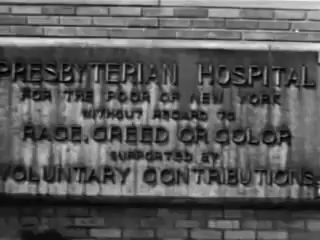 PRESBYTERIAN HOSPITAL
FOR THE POOR OF NEW YORK
WITHOUT REGARD TO
RACE, CREED OR COLOR
SUPPORTED BY
VOLUNTARY CONTRIBUTIONS